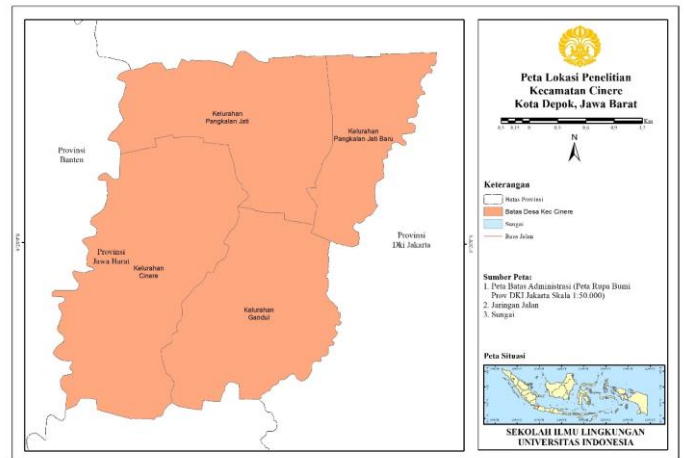 Kelurahan
Pangkalan Jati
Kelurahan
Pangkalan Jati Baru
Provinsi
Banten
Provinsi
Dki Jakarta
Provinsi
Jawa Barat
Kelurahan
Cinere
Kelurahan
Gandul
Peta Lokasi Penelitian
Kecamatan Cinere
Kota Depok, Jawa Barat
Km
N
Keterangan
Batas Provinsi
Batas Desa Kec Cinere
Sungai
Jalan
Sumber Peta:
1. Peta Batas Administrasi (Peta Rupa Bumi
Prov DKI Jakarta Skala 1:50.000)
2. Jaringan Jalan
3. Sungai
Peta Situasi
SEKOLAH ILMU LINGKUNGAN
UNIVERSITAS INDONESIA